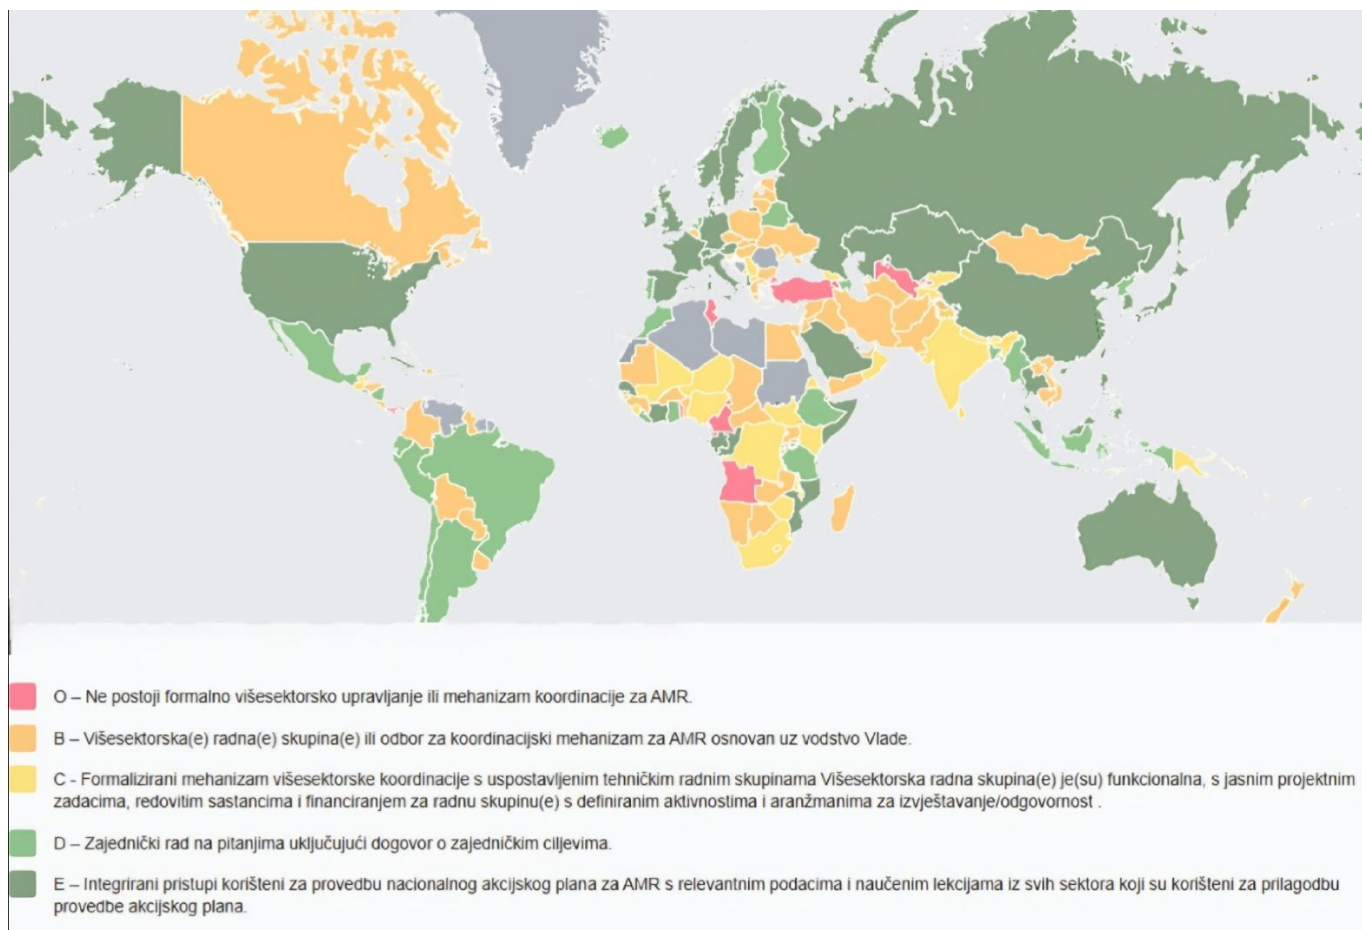 O – Ne postoji formalno višesektorsko upravljanje ili mehanizam koordinacije za AMR.
B – Višesektorska(e) radna(e) skupina(e) ili odbor za koordinacijski mehanizam za AMR osnovan uz vodstvo Vlade.
C - Formalizirani mehanizam višesektorske koordinacije s uspostavljenim tehničkim radnim skupinama Višesektorska radna skupina(e) je(su) funkcionalna, s jasnim projektnim
zadacima, redovitim sastancima i financiranjem za radnu skupinu(e) s definiranim aktivnostima i aranžmanima za izvještavanje/odgovornost .
D – Zajednički rad na pitanjima uključujući dogovor o zajedničkim ciljevima.
E – Integrirani pristupi korišteni za provedbu nacionalnog akcijskog plana za AMR s relevantnim podacima i naučenim lekcijama iz svih sektora koji su korišteni za prilagodbu
provedbe akcijskog plana.